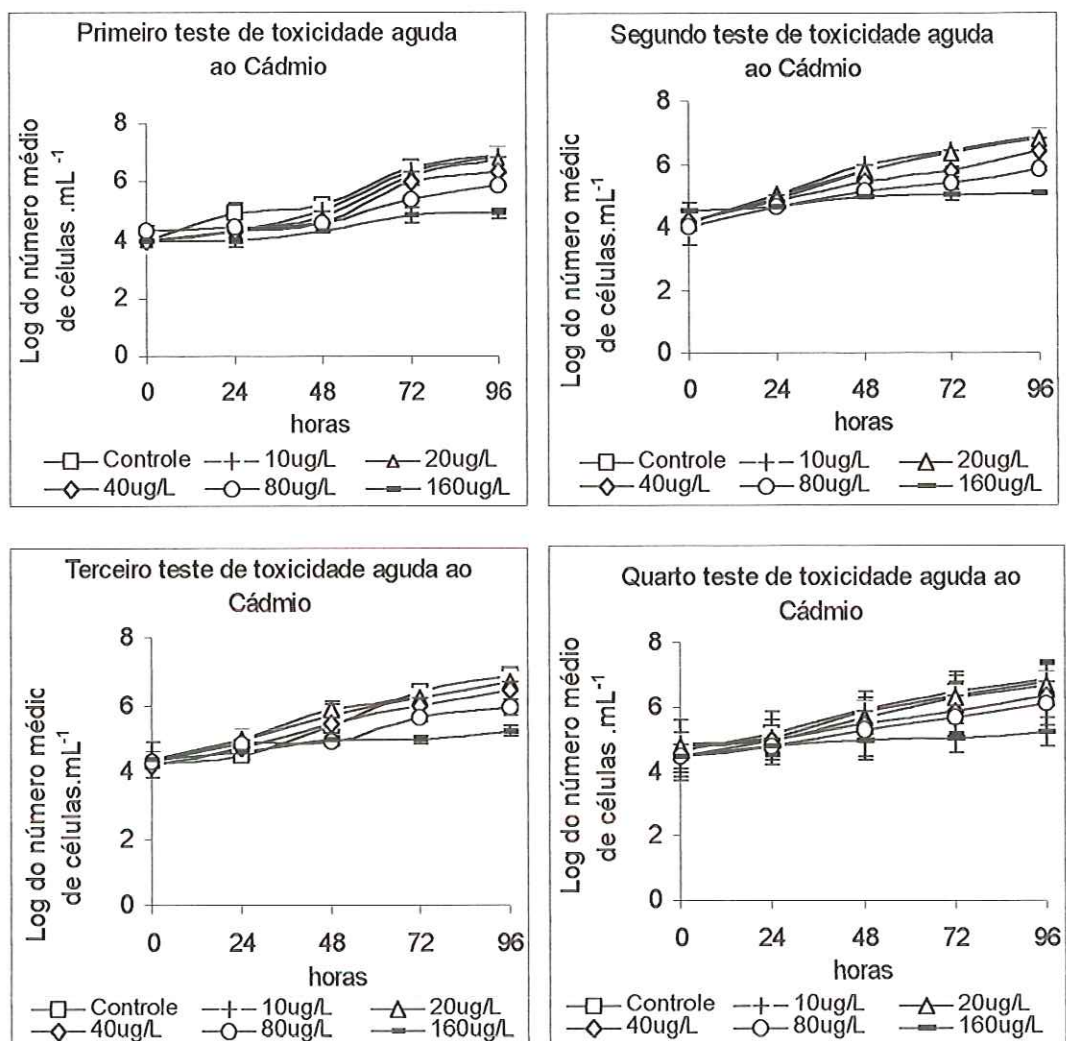 Primeiro teste de toxicidade aguda
ao Cádmio
Log do número médio
de células .mL⁻¹
8
6
4
2
0
0 24 48 72 96
horas
Controle 10ug/L 20ug/L
40ug/L 80ug/L 160ug/L
Segundo teste de toxicidade aguda
ao Cádmio
Log do número médic
de células.mL⁻¹
8
6
4
2
0
0 24 48 72 96
horas
Controle 10ug/L 20ug/L
40ug/L 80ug/L 160ug/L
Terceiro teste de toxicidade aguda ao
Cádmio
Log do número médic
de células.mL⁻¹
8
6
4
2
0
0 24 48 72 96
horas
Controle 10ug/L 20ug/L
40ug/L 80ug/L 160ug/L
Quarto teste de toxicidade aguda ao
Cádmio
Log do número médio
de células .mL⁻¹
8
6
4
2
0
0 24 48 72 96
horas
Controle 10ug/L 20ug/L
40ug/L 80ug/L 160ug/L